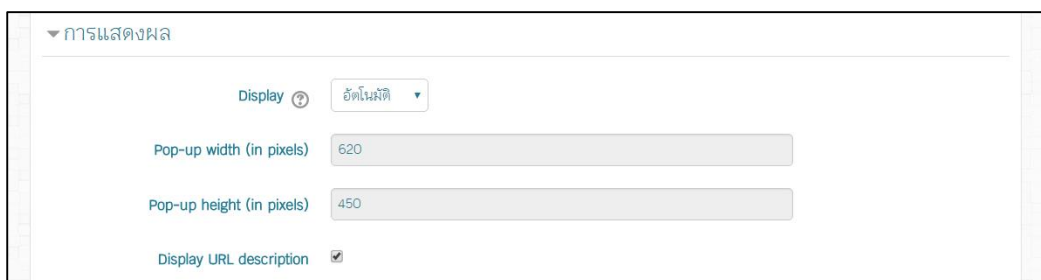 การแสดงผล
Display
อัตโนมัติ
Pop-up width (in pixels)
620
Pop-up height (in pixels)
450
Display URL description